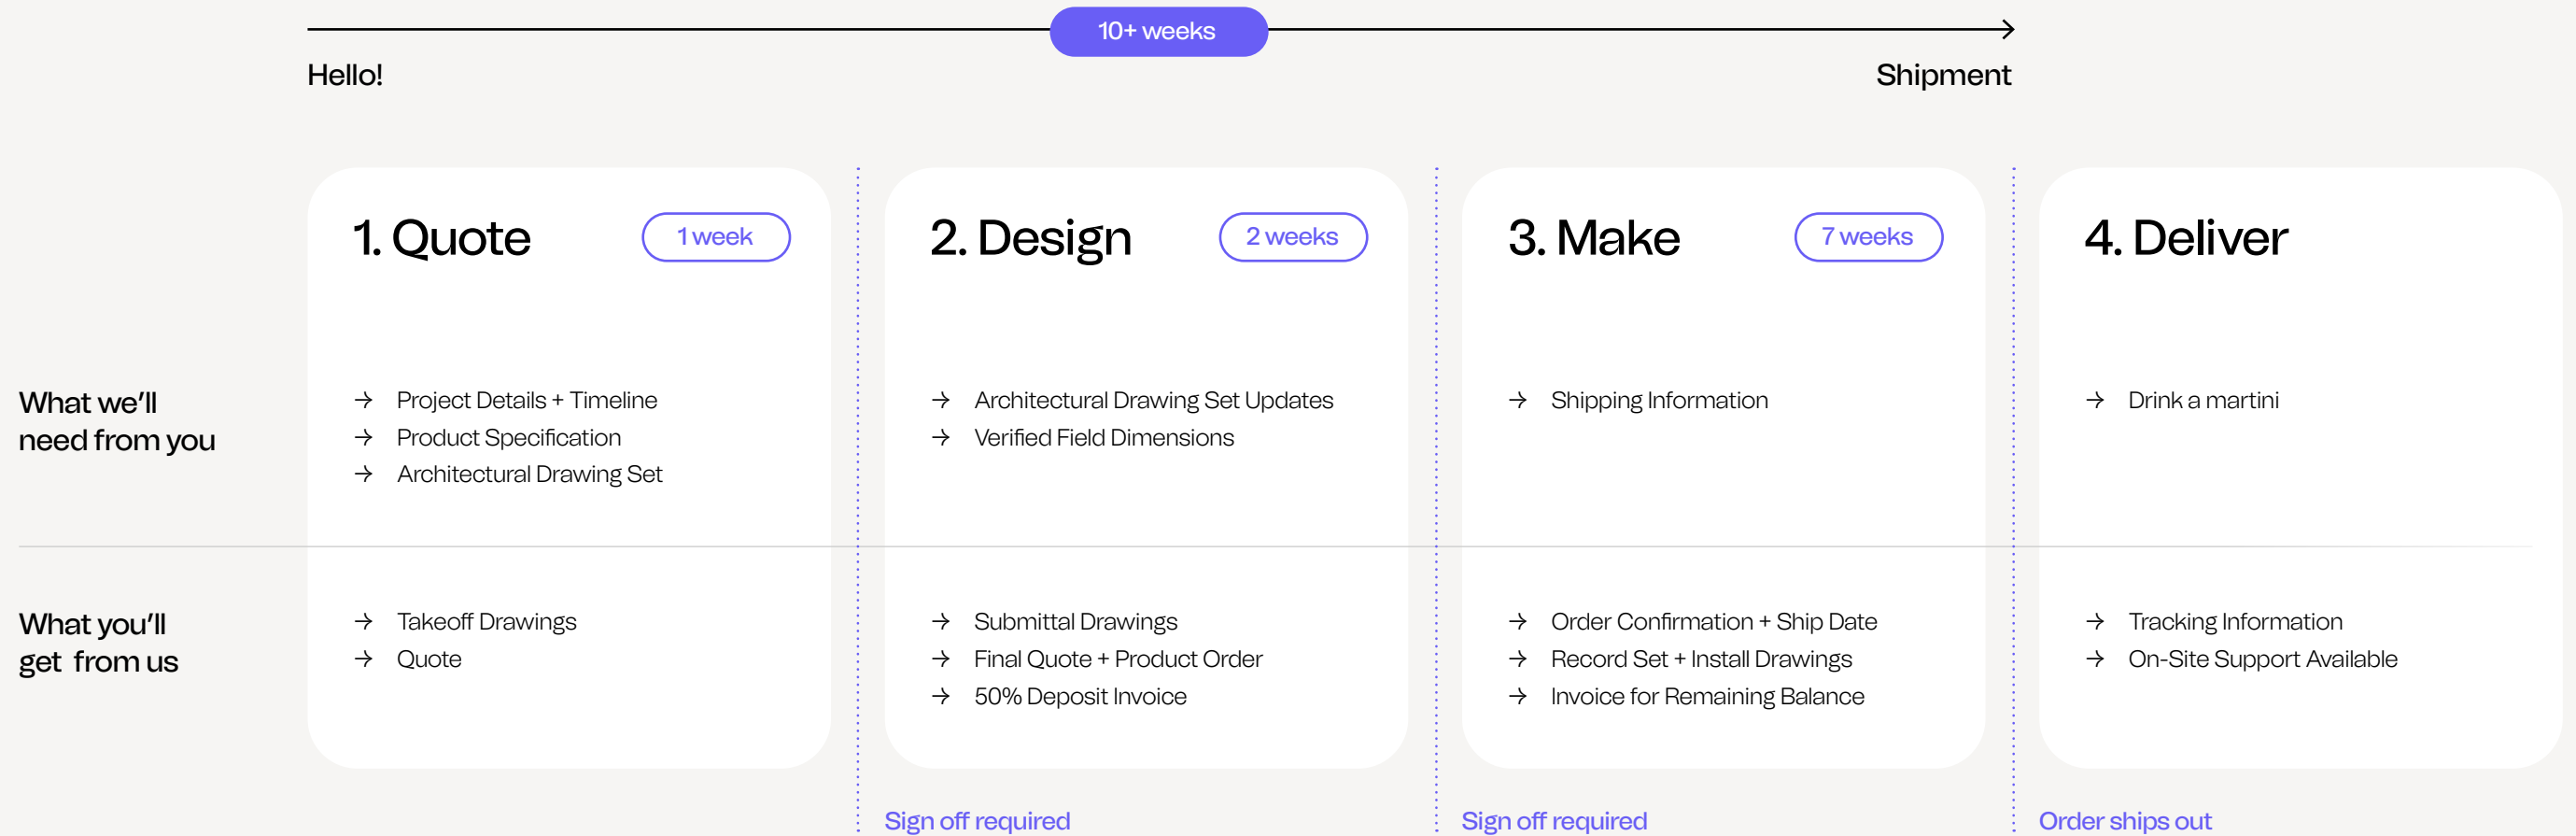 10+ weeks
Hello!
Shipment
1. Quote
1 week
2. Design
2 weeks
3. Make
7 weeks
4. Deliver
What we'll
need from you
→ Project Details + Timeline
→ Product Specification
→ Architectural Drawing Set
→ Architectural Drawing Set Updates
→ Verified Field Dimensions
→ Shipping Information
→ Drink a martini
What you'll
get from us
→ Takeoff Drawings
→ Quote
→ Submittal Drawings
→ Final Quote + Product Order
→ 50% Deposit Invoice
→ Order Confirmation + Ship Date
→ Record Set + Install Drawings
→ Invoice for Remaining Balance
→ Tracking Information
→ On-Site Support Available
Sign off required
Sign off required
Order ships out